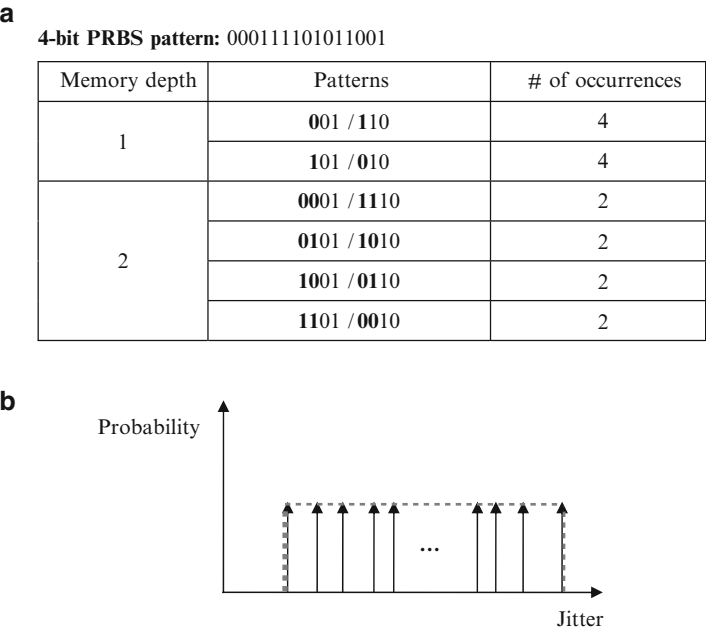 a
4-bit PRBS pattern: 000111101011001
Memory depth Patterns # of occurrences
1
001 / 110 4
101 / 010 4
2
0001 / 1110 2
0101 / 1010 2
1001 / 0110 2
1101 / 0010 2
b
Probability
...
Jitter